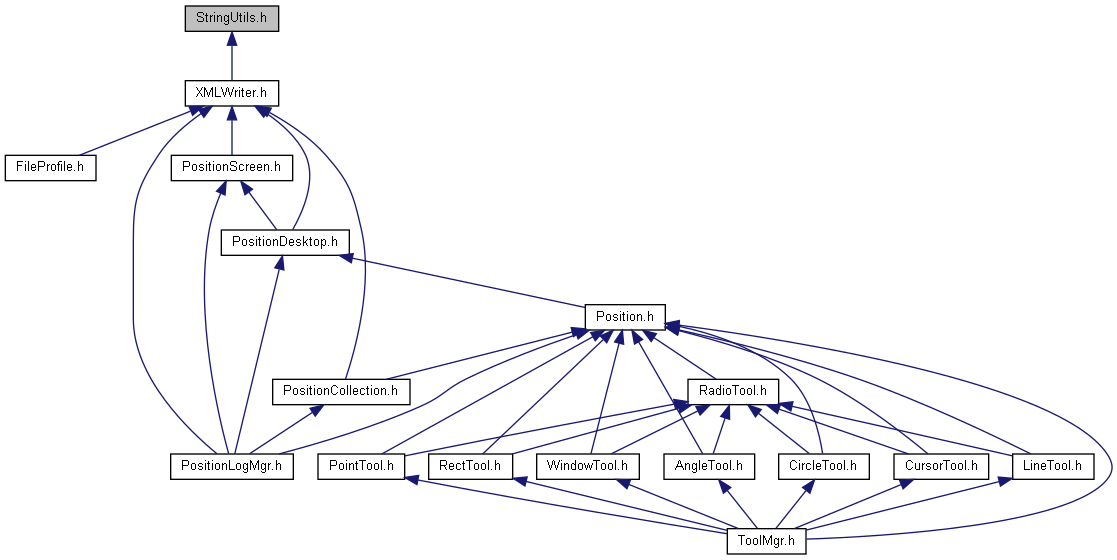 StringUtils.h
XMLWriter.h
FileProfile.h
PositionScreen.h
PositionDesktop.h
Position.h
PositionCollection.h
RadioTool.h
PositionLogMgr.h
PointTool.h
RectTool.h
WindowTool.h
AngleTool.h
CircleTool.h
CursorTool.h
LineTool.h
ToolMgr.h